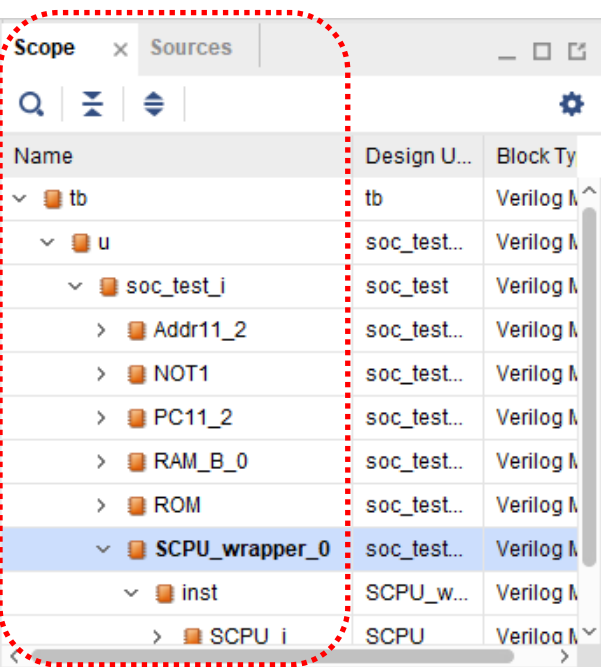 Scope × Sources
Name Design U... Block Ty
tb tb Verilog M
u soc_test... Verilog M
soc_test_i soc_test Verilog M
Addr11_2 soc_test... Verilog M
NOT1 soc_test... Verilog M
PC11_2 soc_test... Verilog M
RAM_B_0 soc_test... Verilog M
ROM soc_test... Verilog M
SCPU_wrapper_0 soc_test... Verilog M
inst SCPU_w... Verilog M
SCPU_i SCPU Verilog M